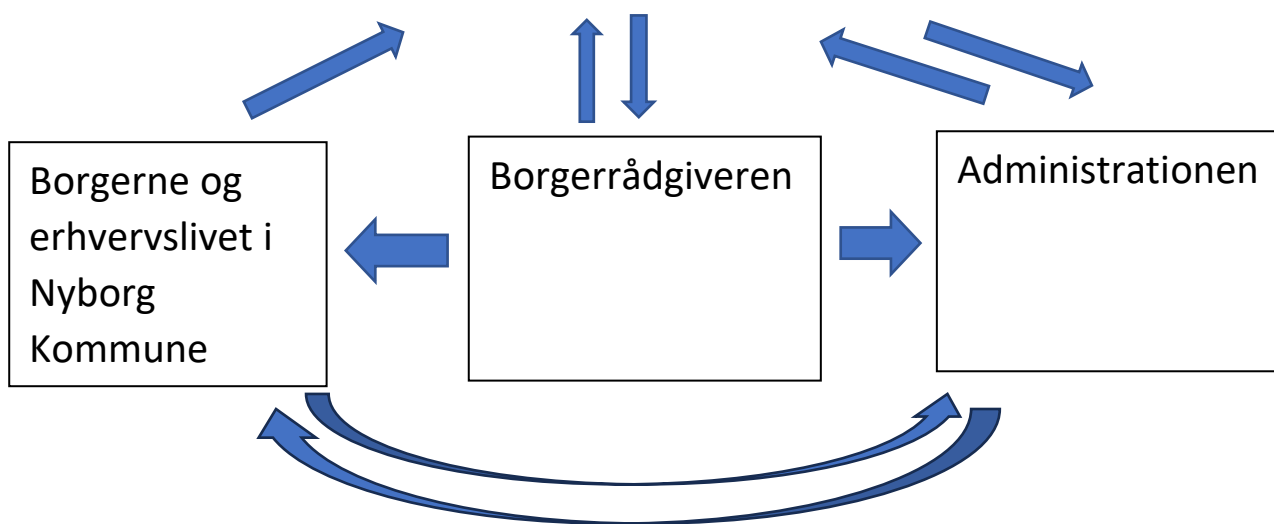 Borgerne og
erhvervslivet i
Nyborg
Kommune
Borgerrådgiveren
Administrationen